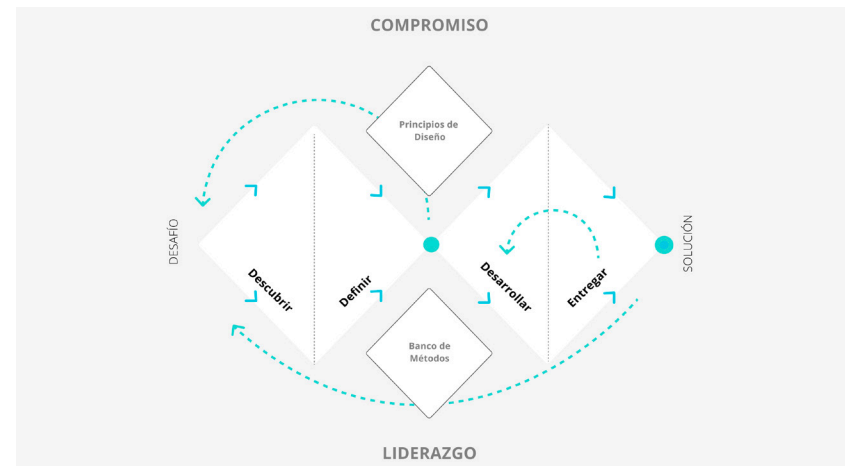 COMPROMISO
Principios de
Diseño
DESAFÍO
SOLUCIÓN
Descubrir
Definir
Desarrollar
Entregar
Banco de
Métodos
LIDERAZGO